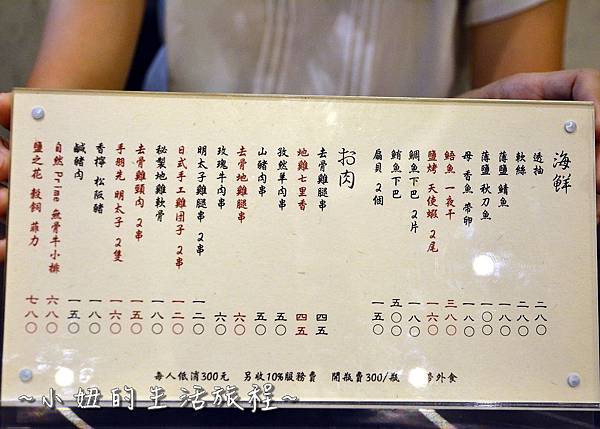 海鮮
透抽 二八〇
軟絲 二八〇
薄鹽 鯖魚 一八〇
薄鹽 秋刀魚 一〇〇
母香魚 帶卵 一八〇
魚 一夜干 三八〇
鹽烤 天使蝦 2尾 一六〇
鯛魚下巴 2片 一八〇
鮪魚下巴 五〇〇
扇貝 2個 一五〇
お肉
去骨雞腿串 四五
地雞七里香 四五
孜然羊肉串 五〇
山豬肉串 五〇
去骨地雞串 六〇
玫瑰牛肉串 六〇
明太子雞腿串 2串 一二〇
日式手工雞団子 2串 一二〇
秘製地雞軟骨 一八〇
去骨雞頸肉 2串 一五〇
手羽先 明太子 2隻 一六〇
香檸 松阪豬 一八〇
鹹豬肉 一五〇
自然 Prime 無骨牛小排 六八〇
鹽之花 穀飼 菲力 七八〇
每人低消300元 另收10%服務費 開瓶費300/瓶 外食
~小妞的生活旅程~